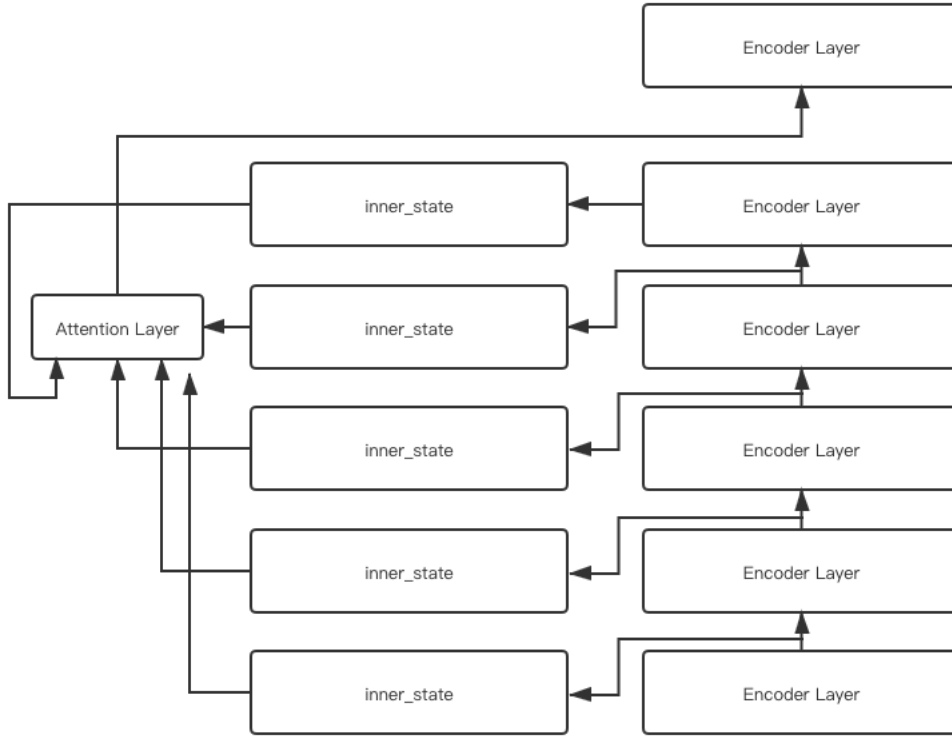 Encoder Layer
inner_state
Encoder Layer
Attention Layer
inner_state
Encoder Layer
inner_state
Encoder Layer
inner_state
Encoder Layer
inner_state
Encoder Layer